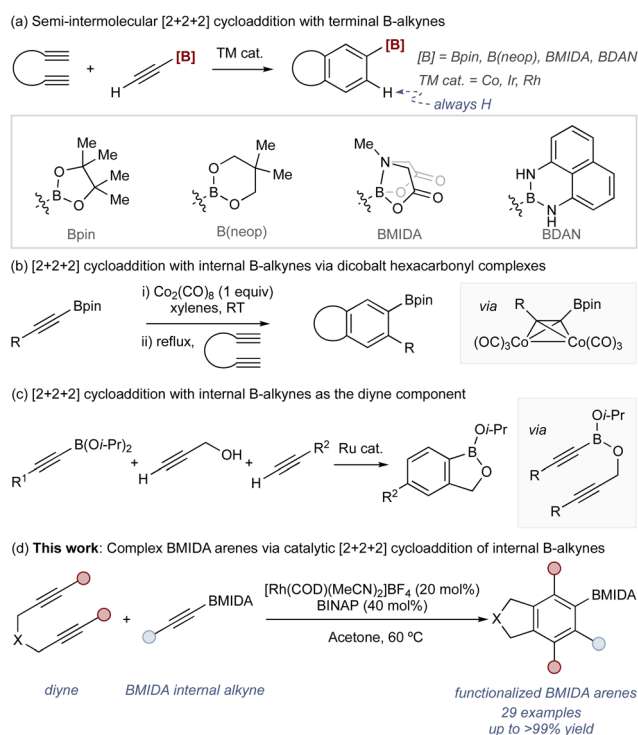 (a) Semi-intermolecular [2+2+2] cycloaddition with terminal B-alkynes
+
H
[B]
TM cat.
[B]
H
always H
[B] = Bpin, B(neop), BMIDA, BDAN
TM cat. = Co, Ir, Rh
Me
Me
Me
Me
O
B
O
Bpin
Me
Me
O
B
O
B(neop)
Me
N
O
B
O
O
O
BMIDA
HN
B
N
H
BDAN
(b) [2+2+2] cycloaddition with internal B-alkynes via dicobalt hexacarbonyl complexes
R
Bpin
i) Co2(CO)8 (1 equiv)
xylenes, RT
ii) reflux,
Bpin
R
via
R
Bpin
(OC)3Co
Co(CO)3
(c) [2+2+2] cycloaddition with internal B-alkynes as the diyne component
R1
B(Oi-Pr)2
+
H
OH
+
H
R2
Ru cat.
Oi-Pr
B
O
R2
via
Oi-Pr
B
O
R
R
(d) This work: Complex BMIDA arenes via catalytic [2+2+2] cycloaddition of internal B-alkynes
X
+
BMIDA
[Rh(COD)(MeCN)2]BF4 (20 mol%)
BINAP (40 mol%)
Acetone, 60 ºC
X
BMIDA
diyne
BMIDA internal alkyne
functionalized BMIDA arenes
29 examples
up to >99% yield